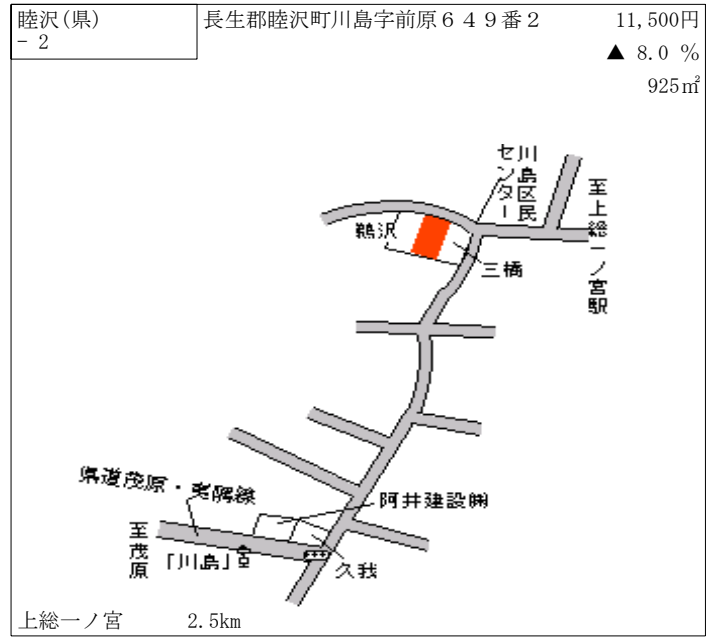 睦沢(県)
－2
長生郡睦沢町川島字前原６４９番２
11,500円
▲ 8.0 %
925㎡
川島区民
センター
至上総一ノ宮駅
鵜沢
三橋
県道茂原・夷隅線
阿井建設㈱
至茂原
「川島」
久我
上総一ノ宮　2.5km